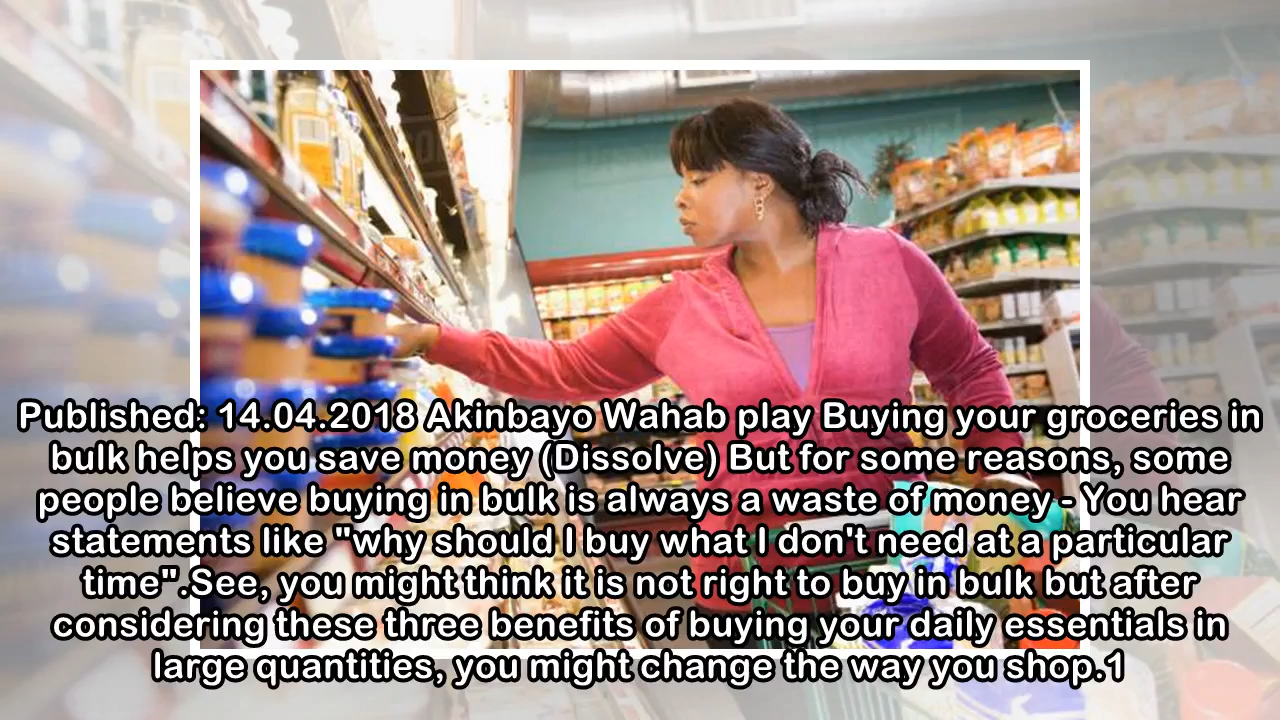 Published: 14.04.2018 Akinbayo Wahab play Buying your groceries in
bulk helps you save money (Dissolve) But for some reasons, some
people believe buying in bulk is always a waste of money - You hear
statements like "why should I buy what I don't need at a particular
time".See, you might think it is not right to buy in bulk but after
considering these three benefits of buying your daily essentials in
large quantities, you might change the way you shop.1